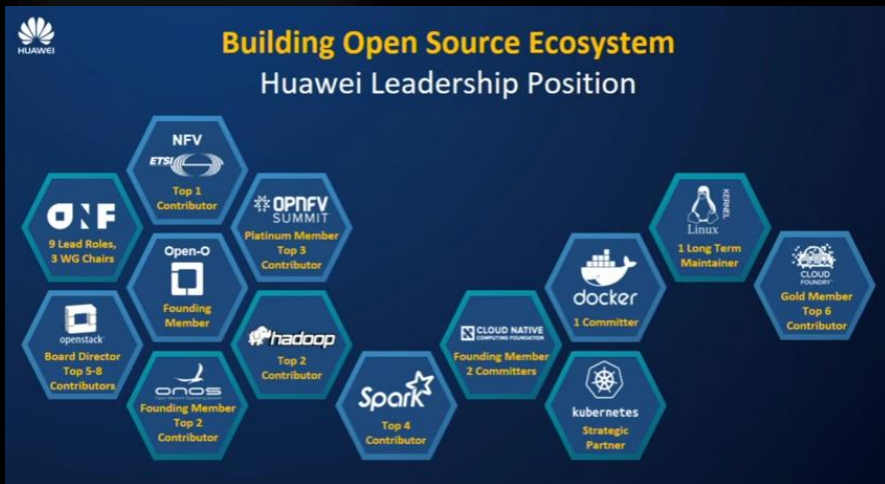 HUAWEI
Building Open Source Ecosystem
Huawei Leadership Position
NFV
ETSI
Top 1
Contributor
ONF
9 Lead Roles,
3 WG Chairs
OPNFV
SUMMIT
Platinum Member
Top 3
Contributor
Open-O
Founding
Member
openstack
Board Director
Top 5-8
Contributors
hadoop
Top 2
Contributor
onos
Founding Member
Top 2
Contributor
Spark
Top 4
Contributor
CLOUD NATIVE
COMPUTING FOUNDATION
Founding Member
2 Committers
docker
1 Committer
kubernetes
Strategic
Partner
KERNEL
Linux
1 Long Term
Maintainer
CLOUD
FOUNDRY
Gold Member
Top 6
Contributor